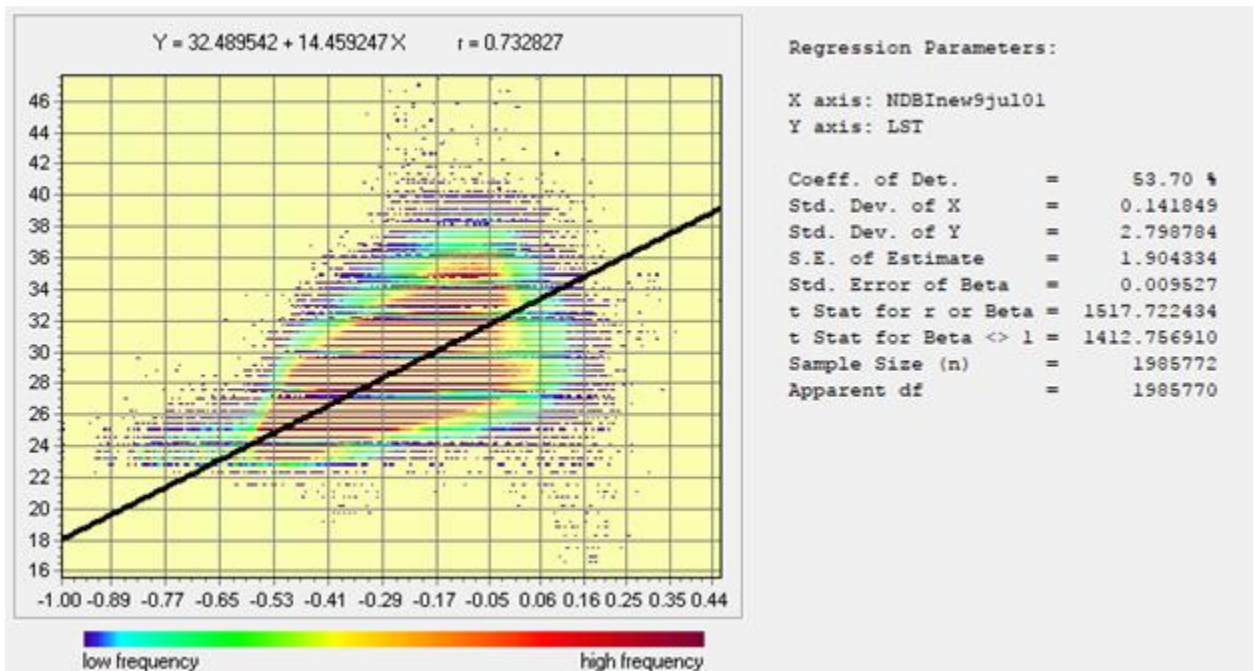 Y = 32.489542 + 14.459247 X r = 0.732827
46
44
42
40
38
36
34
32
30
28
26
24
22
20
18
16
-1.00 -0.89 -0.77 -0.65 -0.53 -0.41 -0.29 -0.17 -0.05 0.06 0.16 0.25 0.35 0.44
low frequency high frequency
Regression Parameters:
X axis: NDBInew9jul01
Y axis: LST
Coeff. of Det. = 53.70 %
Std. Dev. of X = 0.141849
Std. Dev. of Y = 2.798784
S.E. of Estimate = 1.904334
Std. Error of Beta = 0.009527
t Stat for r or Beta = 1517.722434
t Stat for Beta <> 1 = 1412.756910
Sample Size (n) = 1985772
Apparent df = 1985770